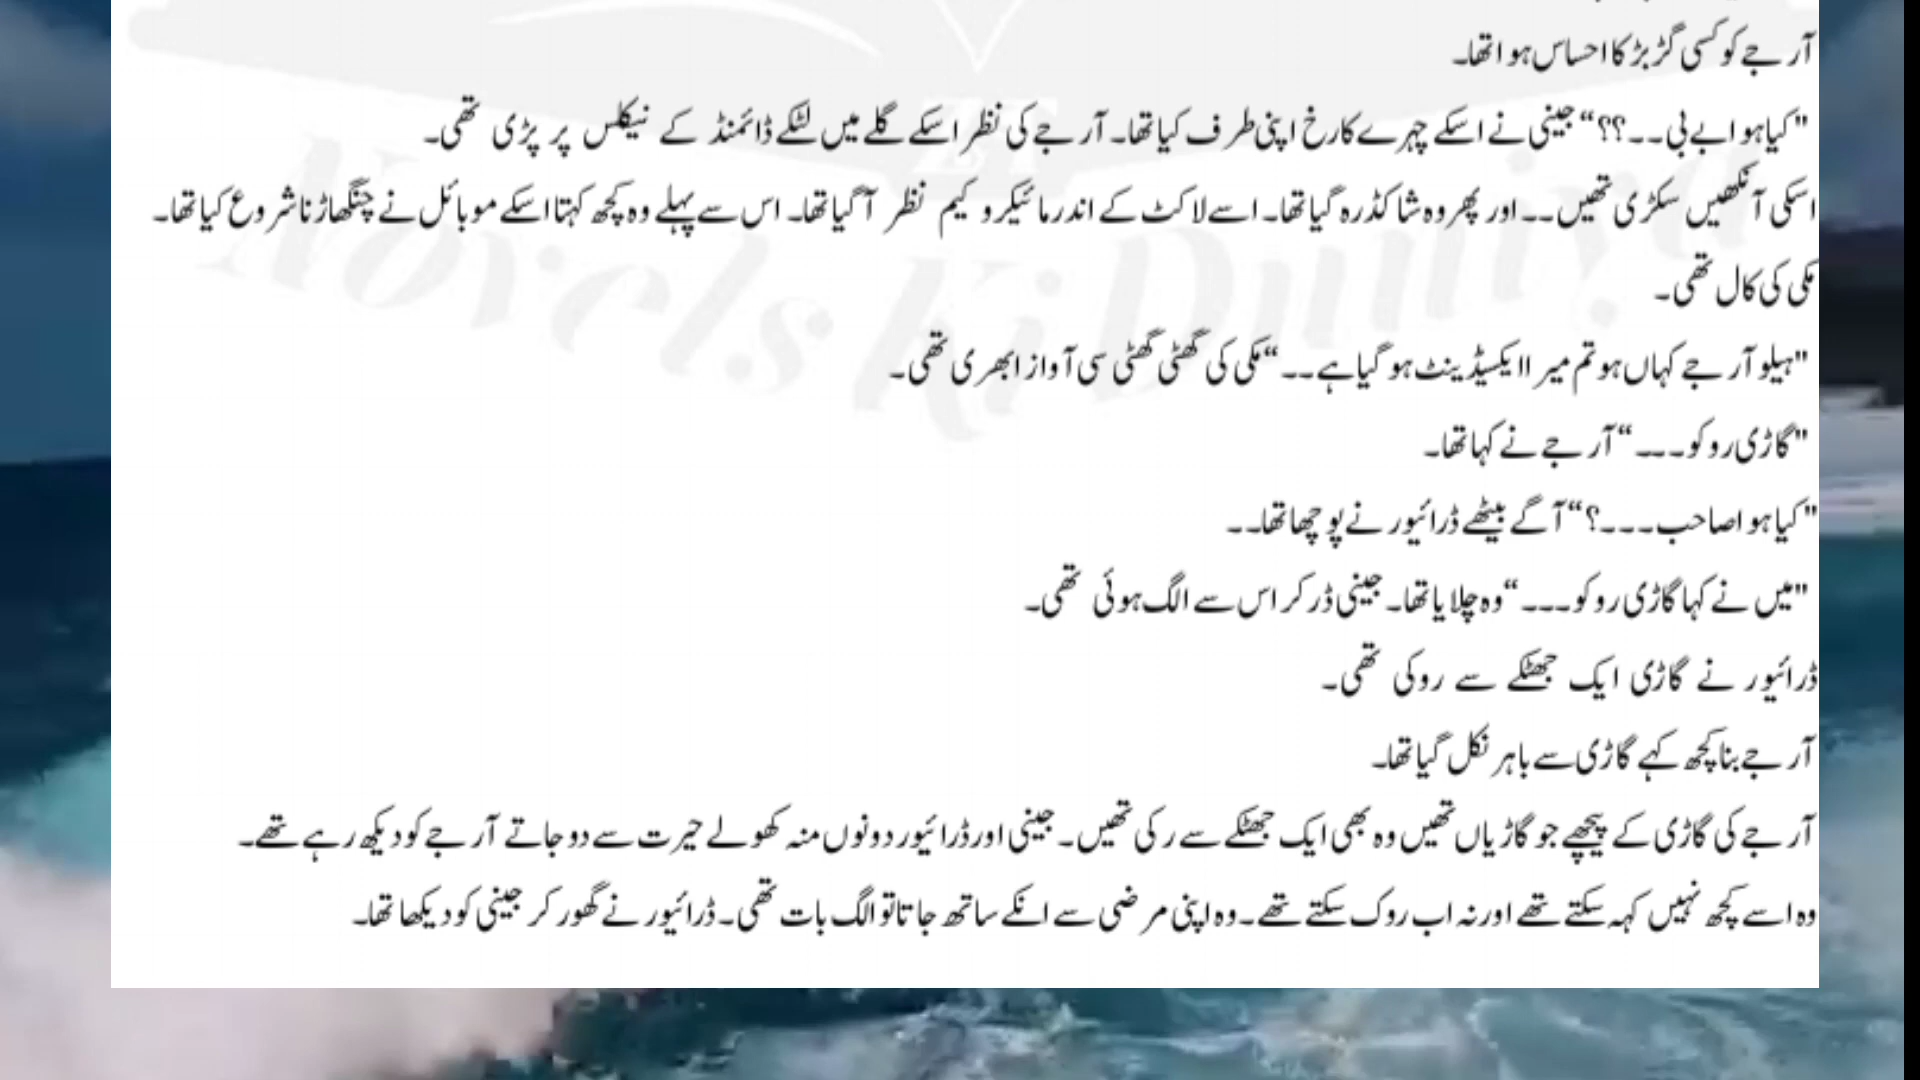 آر جے کو کسی گڑبڑ کا احساس ہوا تھا۔
"کیا ہوا بے بی۔۔؟؟“ جینی نے اسکے چہرے کا رخ اپنی طرف کیا تھا۔ آر جے کی نظر اسکے گلے میں لٹکے ڈائمنڈ کے نیکلس پر پڑی تھی۔
اسکی آنکھیں سکڑی تھیں۔۔ اور پھر وہ شاکڈ رہ گیا تھا۔ اسے لاکٹ کے اندر مائیکرو کیم نظر آگیا تھا۔ اس سے پہلے وہ کچھ کہتا اسکے موبائل نے چنگھاڑنا شروع کیا تھا۔
مکی کی کال تھی۔
"ہیلو آر جے کہاں ہو تم میرا ایکسیڈینٹ ہو گیا ہے۔۔“ مکی کی گھٹی گھٹی سی آواز ابھری تھی۔
"گاڑی روکو۔۔۔“ آر جے نے کہا تھا۔
"کیا ہوا صاحب۔۔۔؟“ آگے بیٹھے ڈرائیور نے پوچھا تھا۔۔
"میں نے کہا گاڑی روکو۔۔۔“ وہ چلایا تھا۔ جینی ڈر کر اس سے الگ ہوئی تھی۔
ڈرائیور نے گاڑی ایک جھٹکے سے روکی تھی۔
آر جے بنا کچھ کہے گاڑی سے باہر نکل گیا تھا۔
آر جے کی گاڑی کے پیچھے جو گاڑیاں تھیں وہ بھی ایک جھٹکے سے رکی تھیں۔ جینی اور ڈرائیور دونوں منہ کھولے حیرت سے دو جاتے آر جے کو دیکھ رہے تھے۔
وہ اسے کچھ نہیں کہہ سکتے تھے اور نہ اب روک سکتے تھے۔ وہ اپنی مرضی سے انکے ساتھ جاتا تو الگ بات تھی۔ ڈرائیور نے گھور کر جینی کو دیکھا تھا۔
Novels Ki Duniya